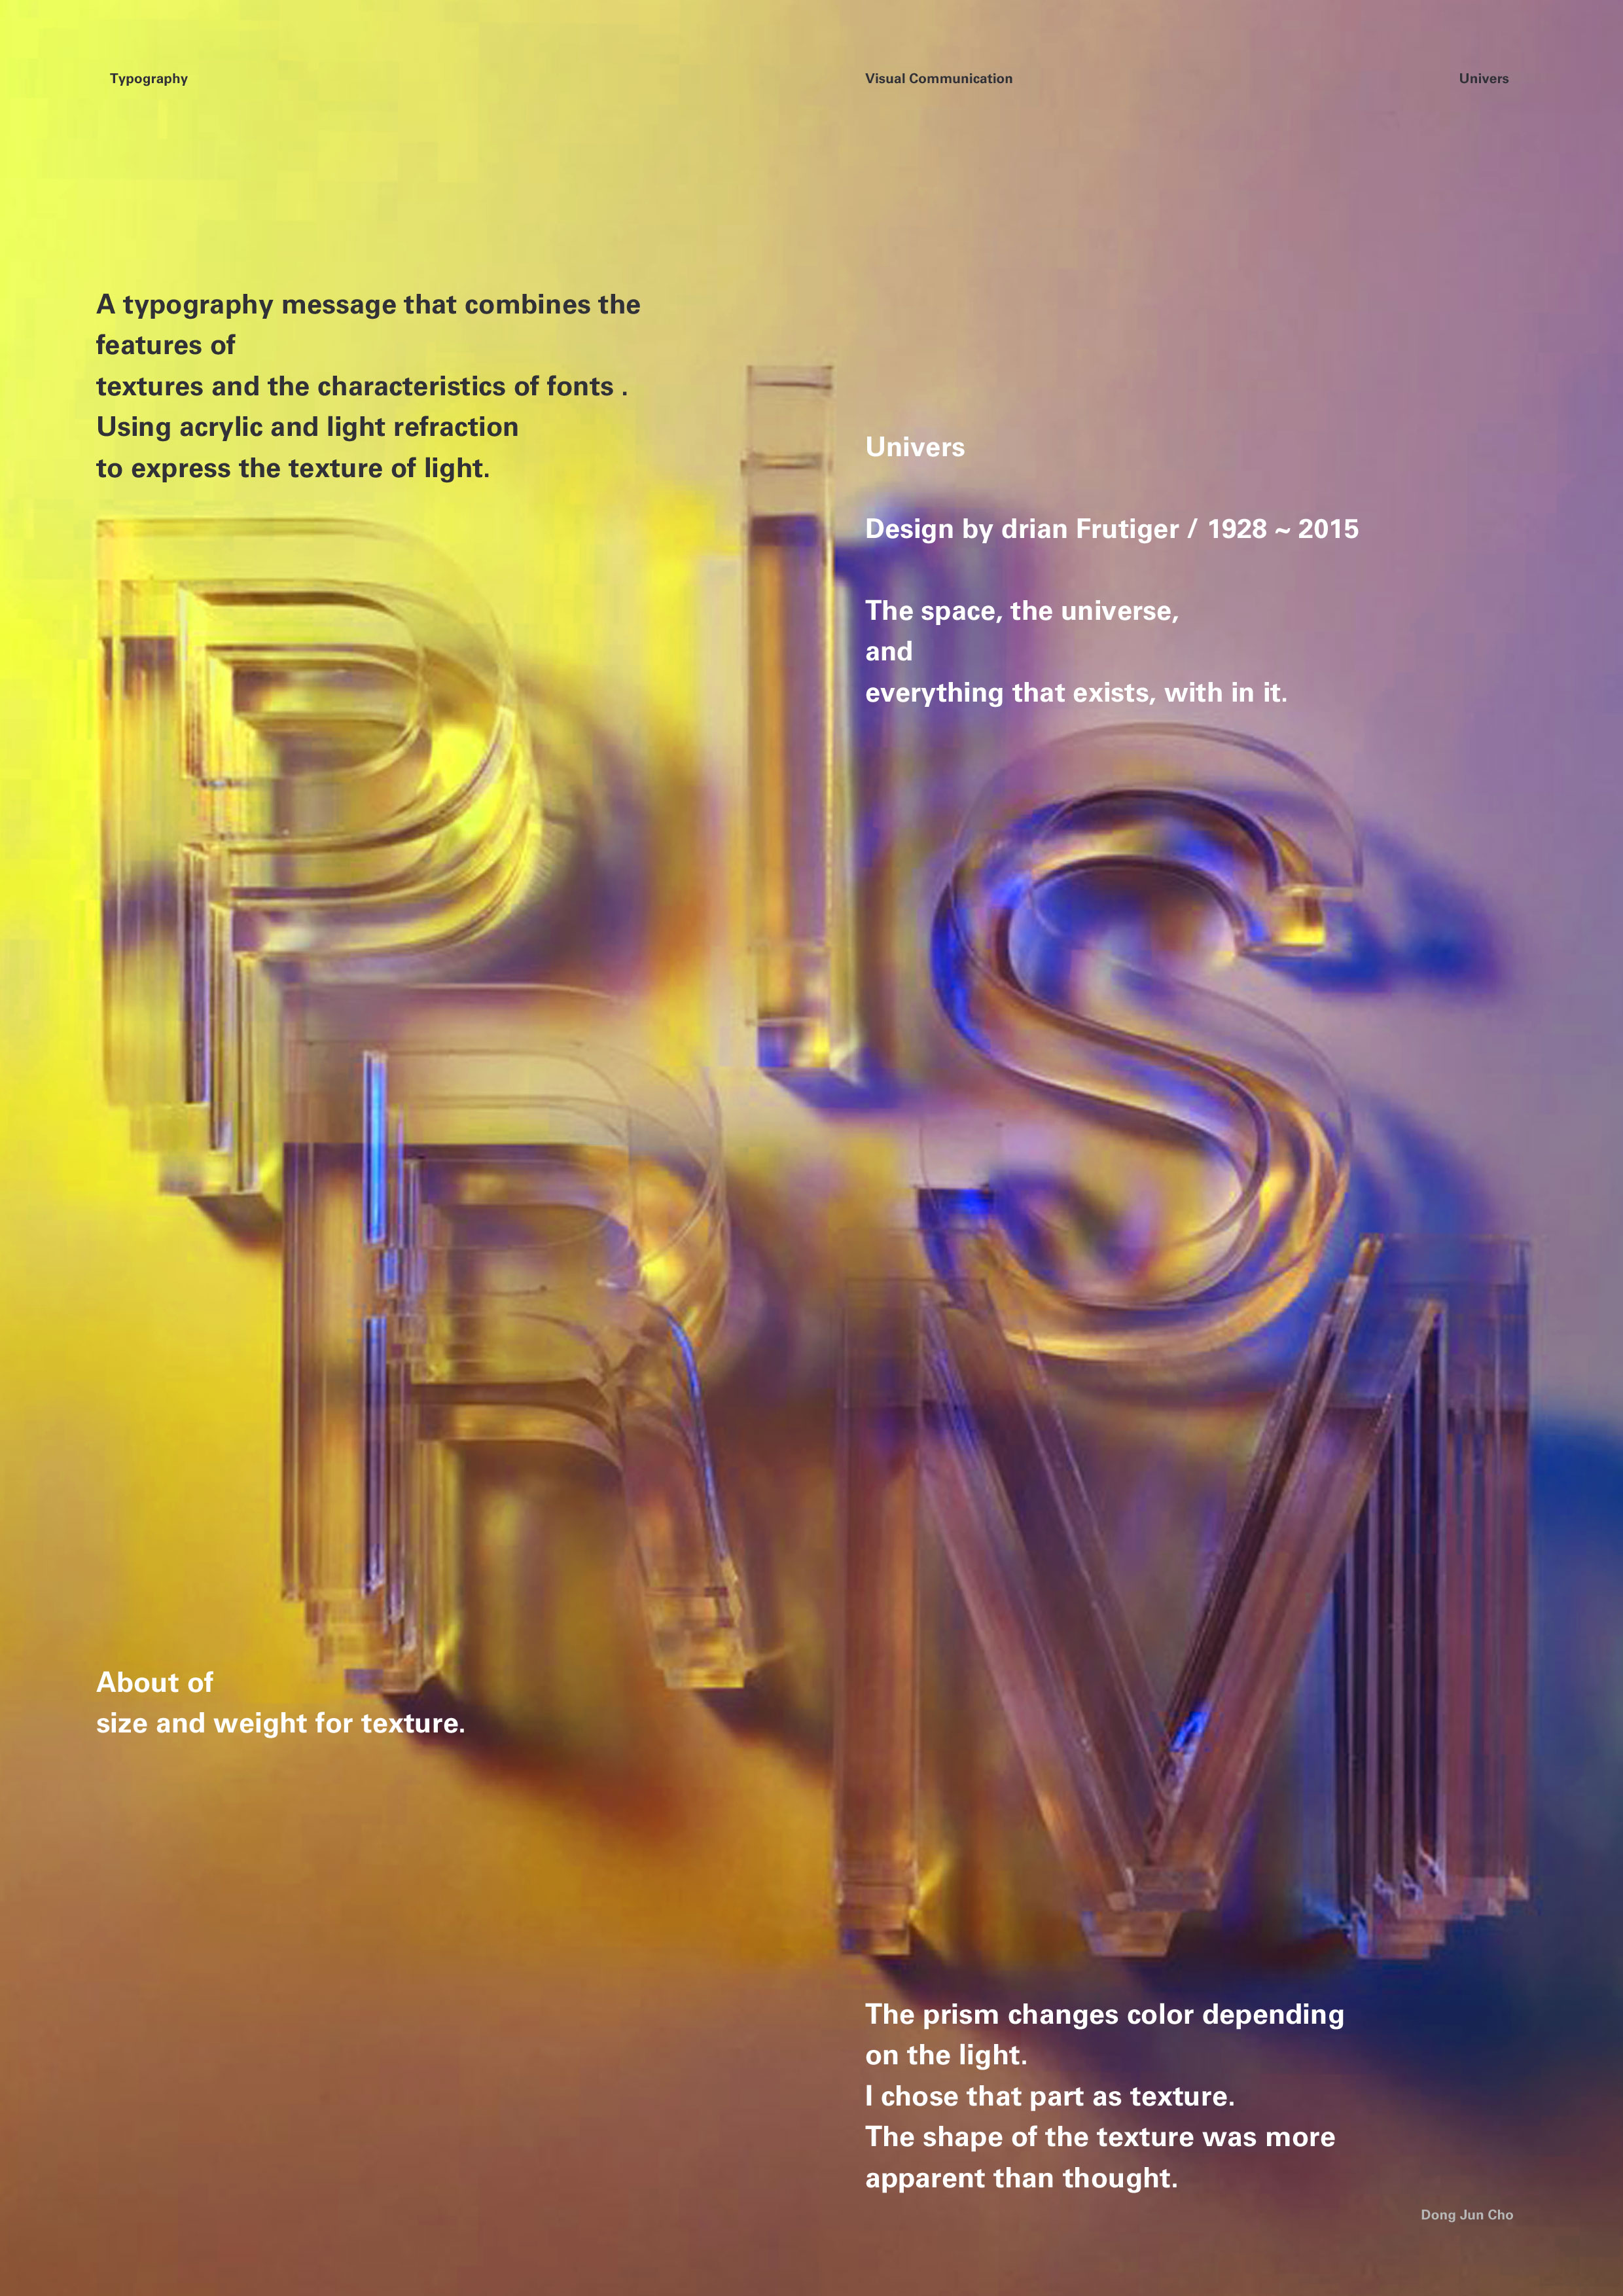 Typography
Visual Communication
Univers
A typography message that combines the
features of
textures and the characteristics of fonts .
Using acrylic and light refraction
to express the texture of light.
Univers
Design by drian Frutiger / 1928 ~ 2015
The space, the universe,
and
everything that exists, with in it.
P
I
S
R
M
About of
size and weight for texture.
The prism changes color depending
on the light.
I chose that part as texture.
The shape of the texture was more
apparent than thought.
Dong Jun Cho